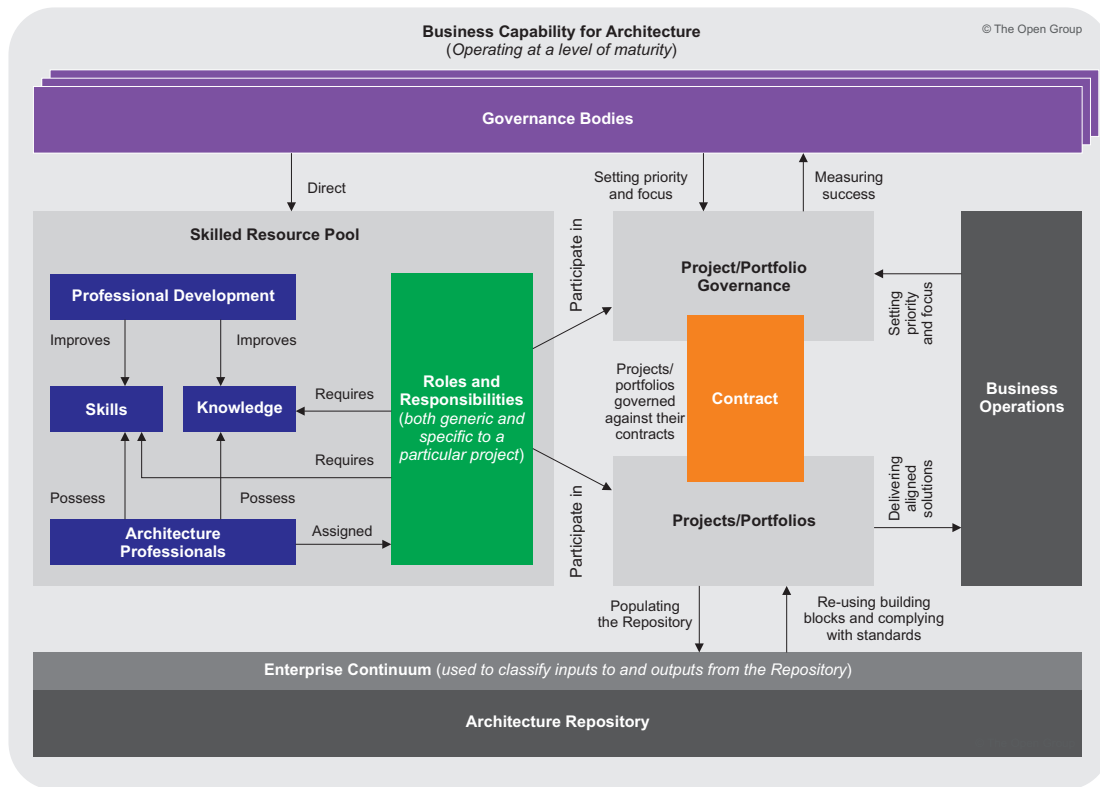 Business Capability for Architecture
(Operating at a level of maturity)
© The Open Group
Governance Bodies
Direct
Setting priority
and focus
Measuring
success
Skilled Resource Pool
Professional Development
Improves
Improves
Skills
Knowledge
Requires
Requires
Possess
Possess
Architecture
Professionals
Assigned
Roles and
Responsibilities
(both generic and
specific to a
particular project)
Participate in
Participate in
Project/Portfolio
Governance
Projects/
portfolios
governed
against their
contracts
Contract
Projects/Portfolios
Setting
priority
and focus
Delivering
aligned
solutions
Business
Operations
Populating
the Repository
Re-using building
blocks and complying
with standards
Enterprise Continuum (used to classify inputs to and outputs from the Repository)
Architecture Repository